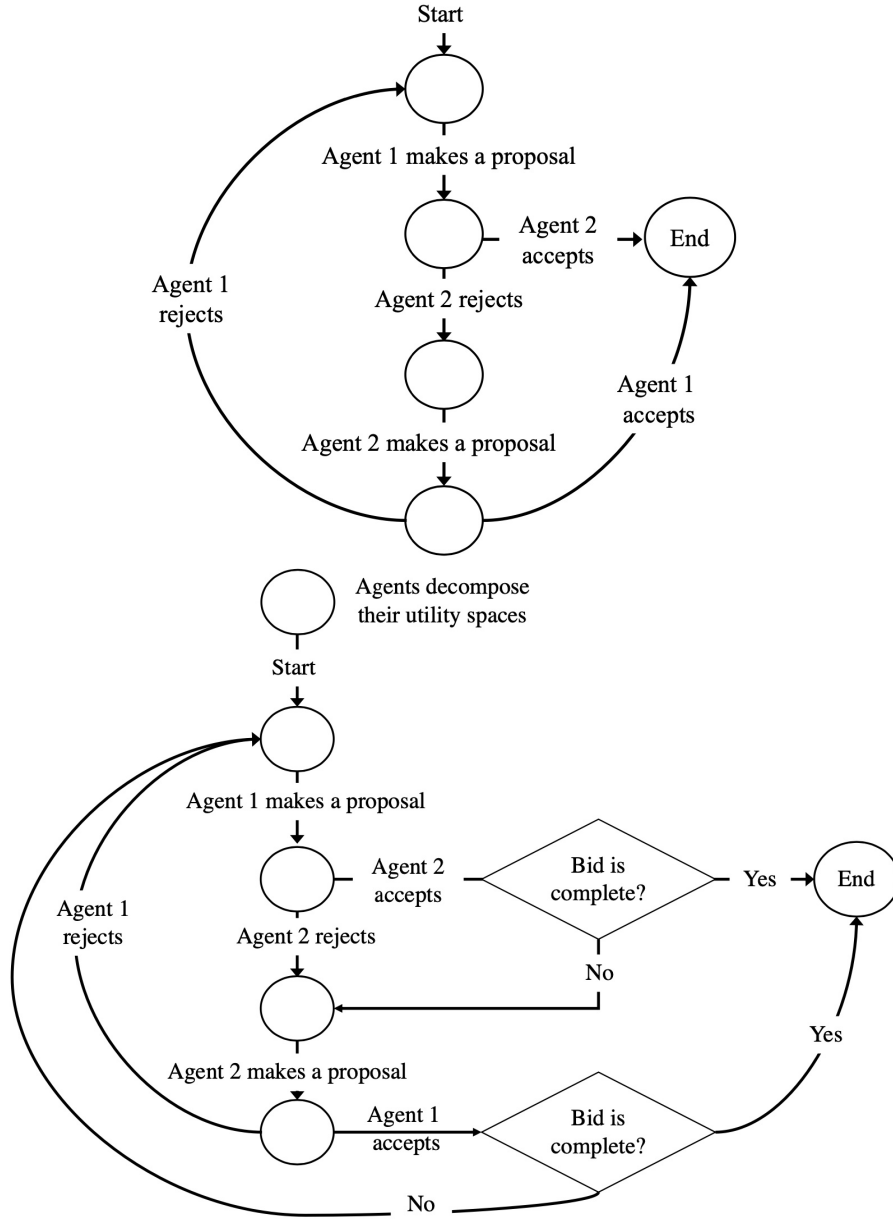 Start
Agent 1 makes a proposal
Agent 2
accepts
End
Agent 2 rejects
Agent 1
rejects
Agent 1
accepts
Agent 2 makes a proposal
Agents decompose
their utility spaces
Start
Agent 1 makes a proposal
Agent 2
accepts
Bid is
complete?
Yes
End
Agent 1
rejects
Agent 2 rejects
No
Yes
Agent 2 makes a proposal
Agent 1
accepts
Bid is
complete?
No